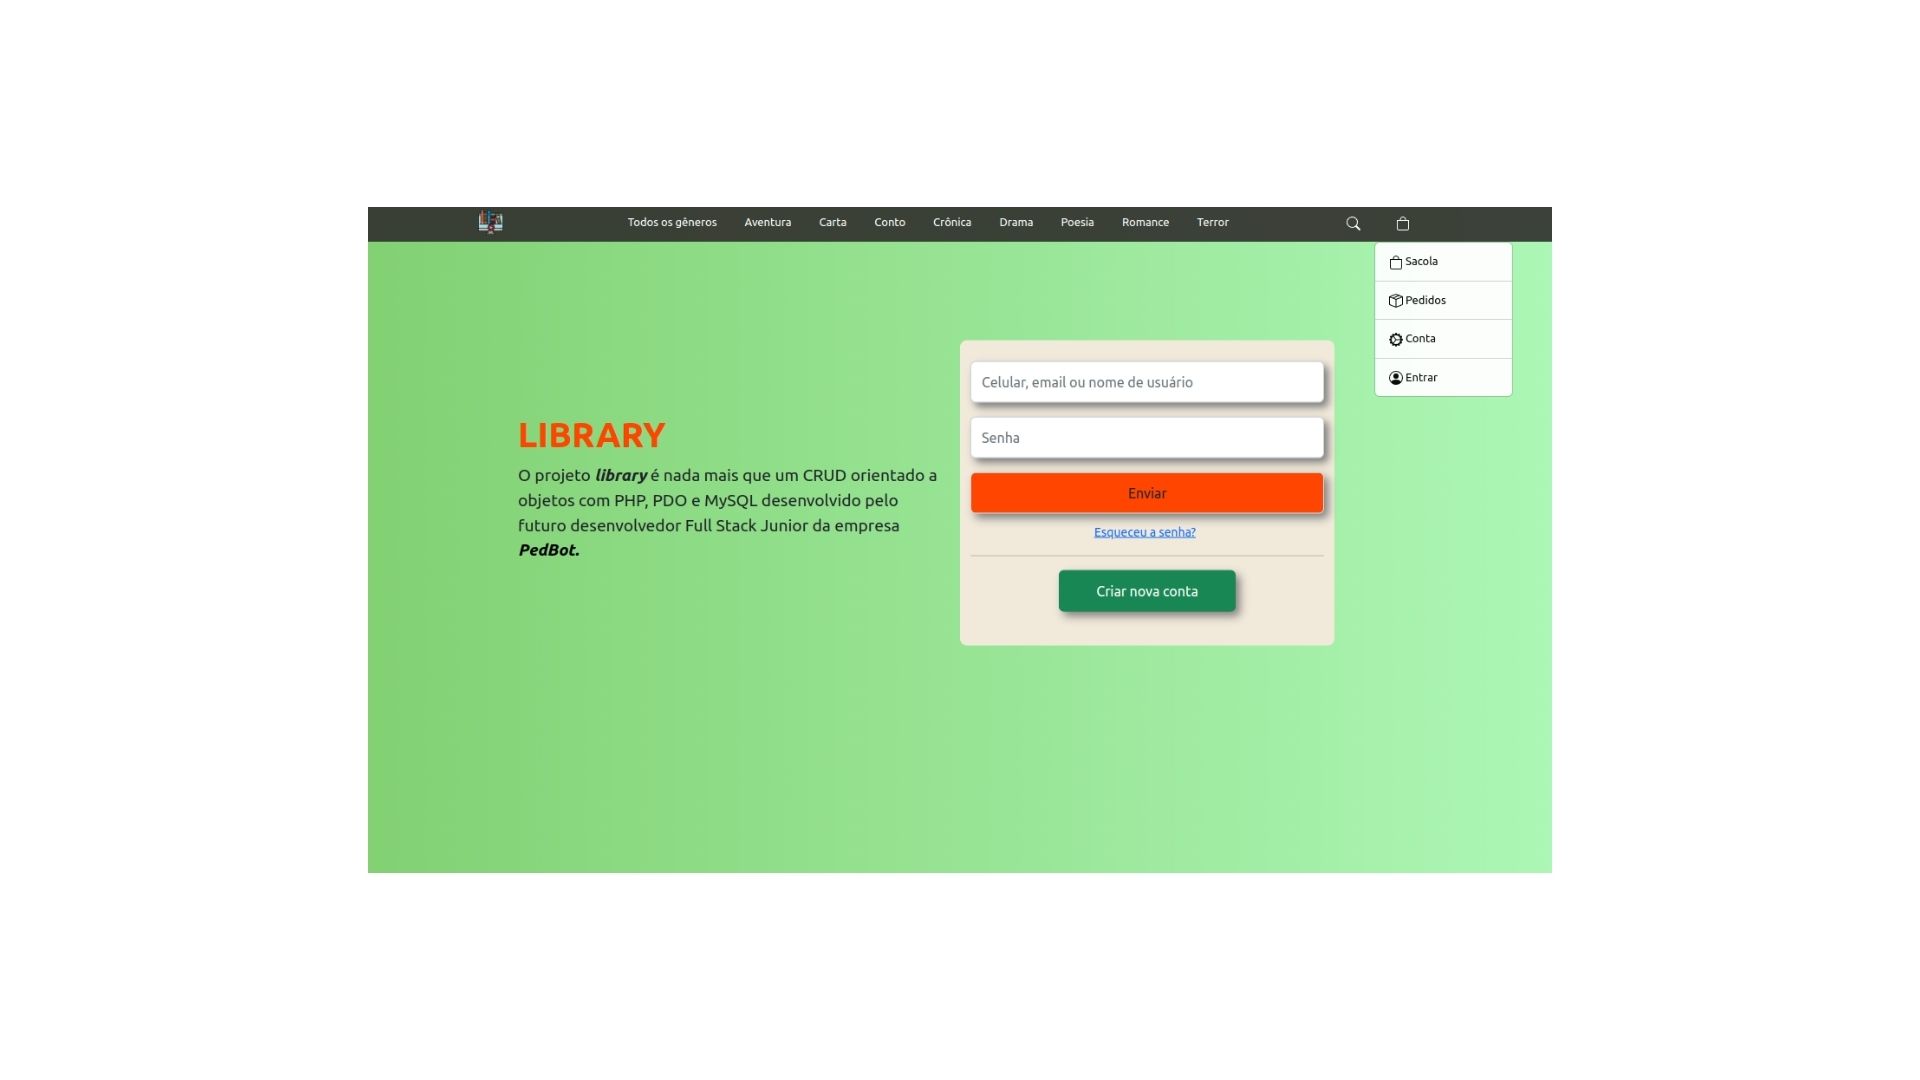 Todos os gêneros Aventura Carta Conto Crônica Drama Poesia Romance Terror
Sacola
Pedidos
Conta
Entrar
LIBRARY
O projeto library é nada mais que um CRUD orientado a
objetos com PHP, PDO e MySQL desenvolvido pelo
futuro desenvolvedor Full Stack Junior da empresa
PedBot.
Celular, email ou nome de usuário
Senha
Enviar
Esqueceu a senha?
Criar nova conta